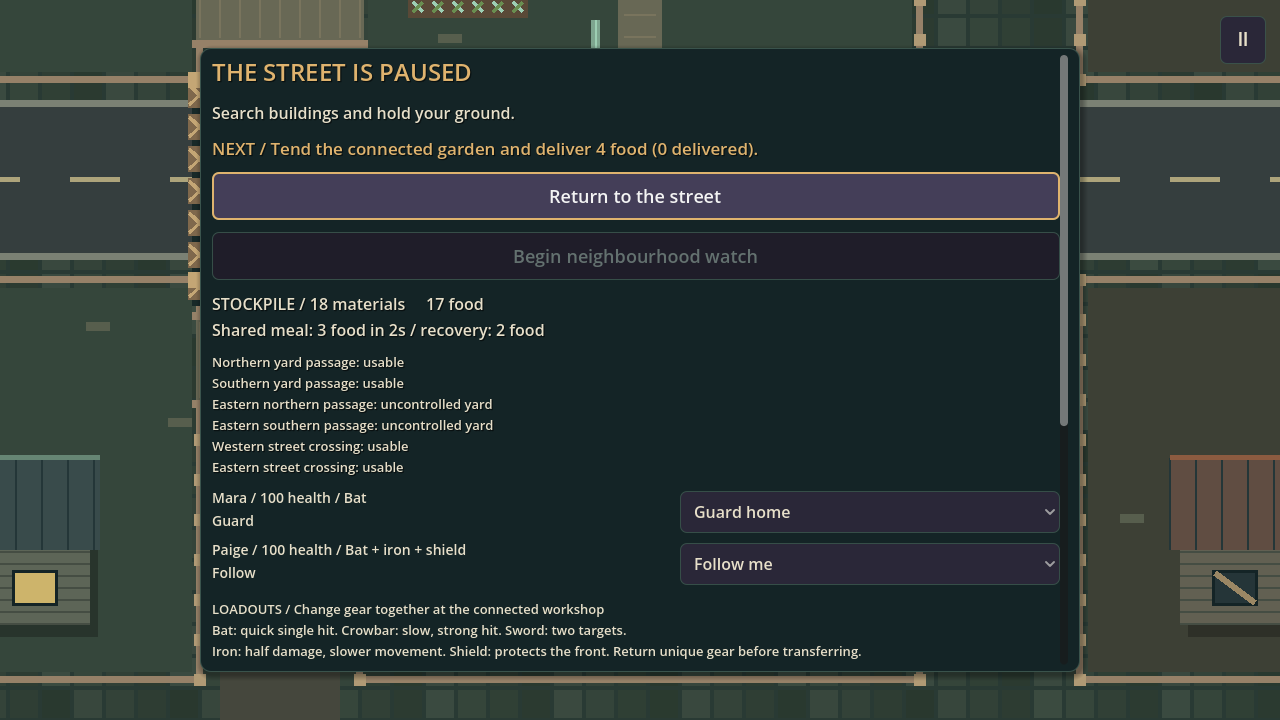 THE STREET IS PAUSED
Search buildings and hold your ground.
NEXT / Tend the connected garden and deliver 4 food (0 delivered).
Return to the street
Begin neighbourhood watch
STOCKPILE / 18 materials 17 food
Shared meal: 3 food in 2s / recovery: 2 food
Northern yard passage: usable
Southern yard passage: usable
Eastern northern passage: uncontrolled yard
Eastern southern passage: uncontrolled yard
Western street crossing: usable
Eastern street crossing: usable
Mara / 100 health / Bat
Guard
Guard home
Paige / 100 health / Bat + iron + shield
Follow
Follow me
LOADOUTS / Change gear together at the connected workshop
Bat: quick single hit. Crowbar: slow, strong hit. Sword: two targets.
Iron: half damage, slower movement. Shield: protects the front. Return unique gear before transferring.